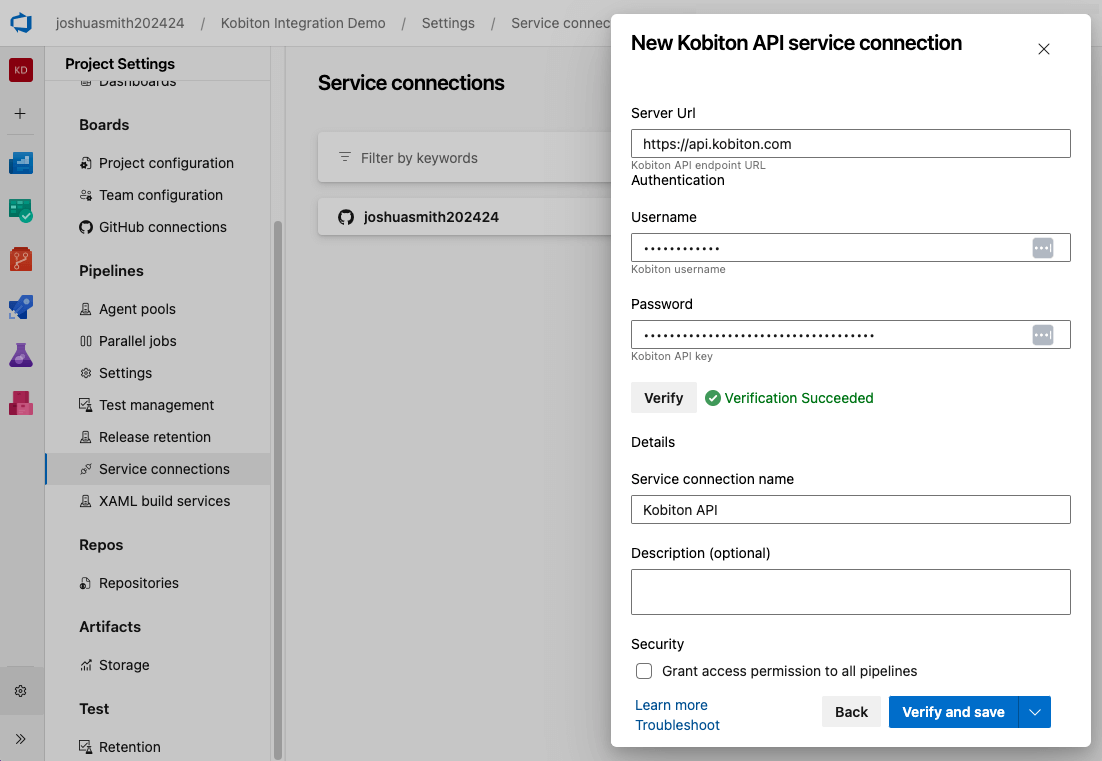 joshuasmith202424 / Kobiton Integration Demo / Settings / Service connec
KD
Project Settings
Dashboards
Boards
Project configuration
Team configuration
GitHub connections
Pipelines
Agent pools
Parallel jobs
Settings
Test management
Release retention
Service connections
XAML build services
Repos
Repositories
Artifacts
Storage
Test
Retention
Service connections
Filter by keywords
joshuasmith202424
New Kobiton API service connection
Server Url
https://api.kobiton.com
Kobiton API endpoint URL
Authentication
Username
••••••••••••
Kobiton username
Password
••••••••••••••••••••••••••••••••••••
Kobiton API key
Verify Verification Succeeded
Details
Service connection name
Kobiton API
Description (optional)
Security
Grant access permission to all pipelines
Learn more
Troubleshoot
Back Verify and save